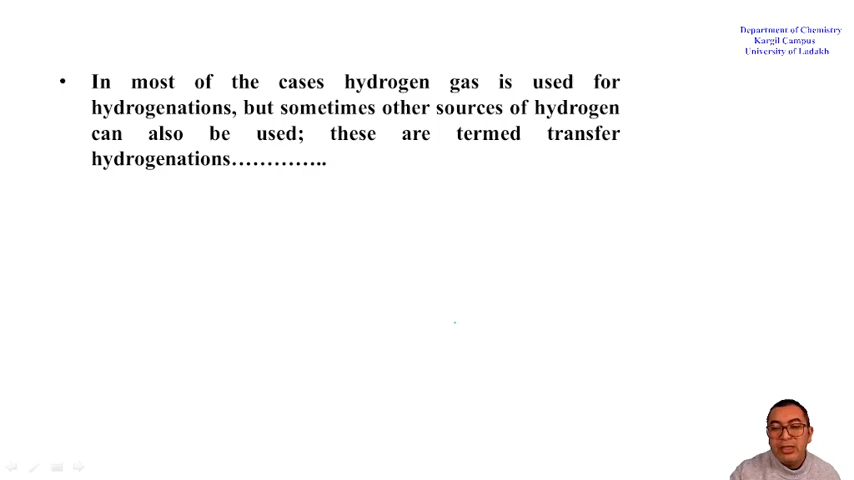 Department of Chemistry
Kargil Campus
University of Ladakh
• In most of the cases hydrogen gas is used for
hydrogenations, but sometimes other sources of hydrogen
can also be used; these are termed transfer
hydrogenations…………..